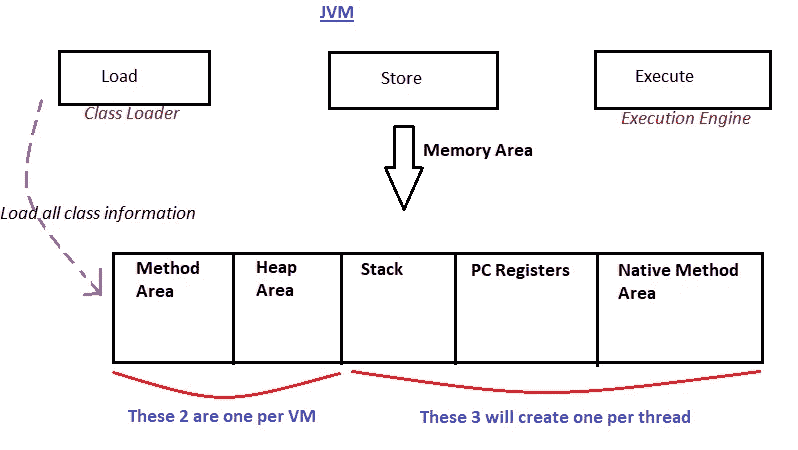 JVM
Load
Store
Execute
Class Loader
Execution Engine
Memory Area
Load all class information
Method
Area
Heap
Area
Stack
PC Registers
Native Method
Area
These 2 are one per VM
These 3 will create one per thread